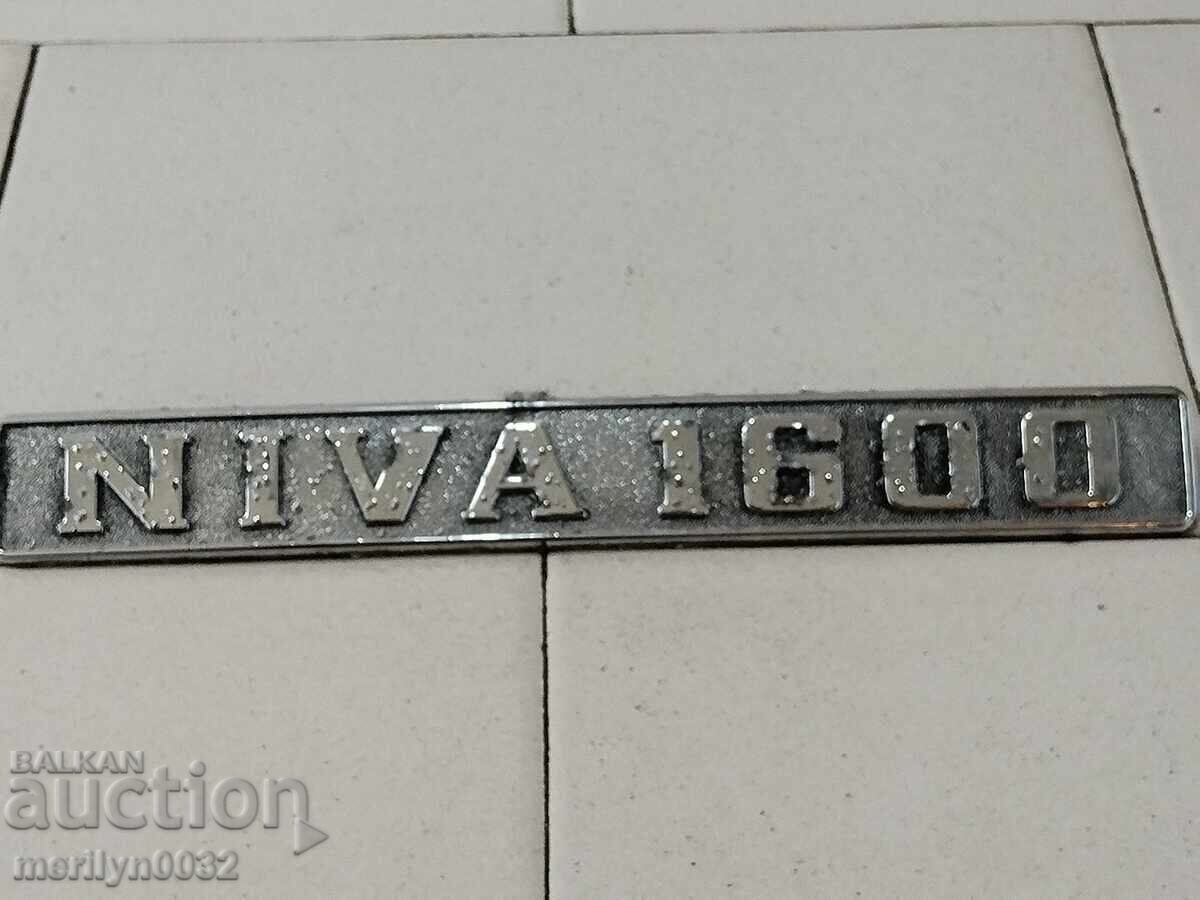 NIVA 1600
BALKAN
auction
merilyn0032